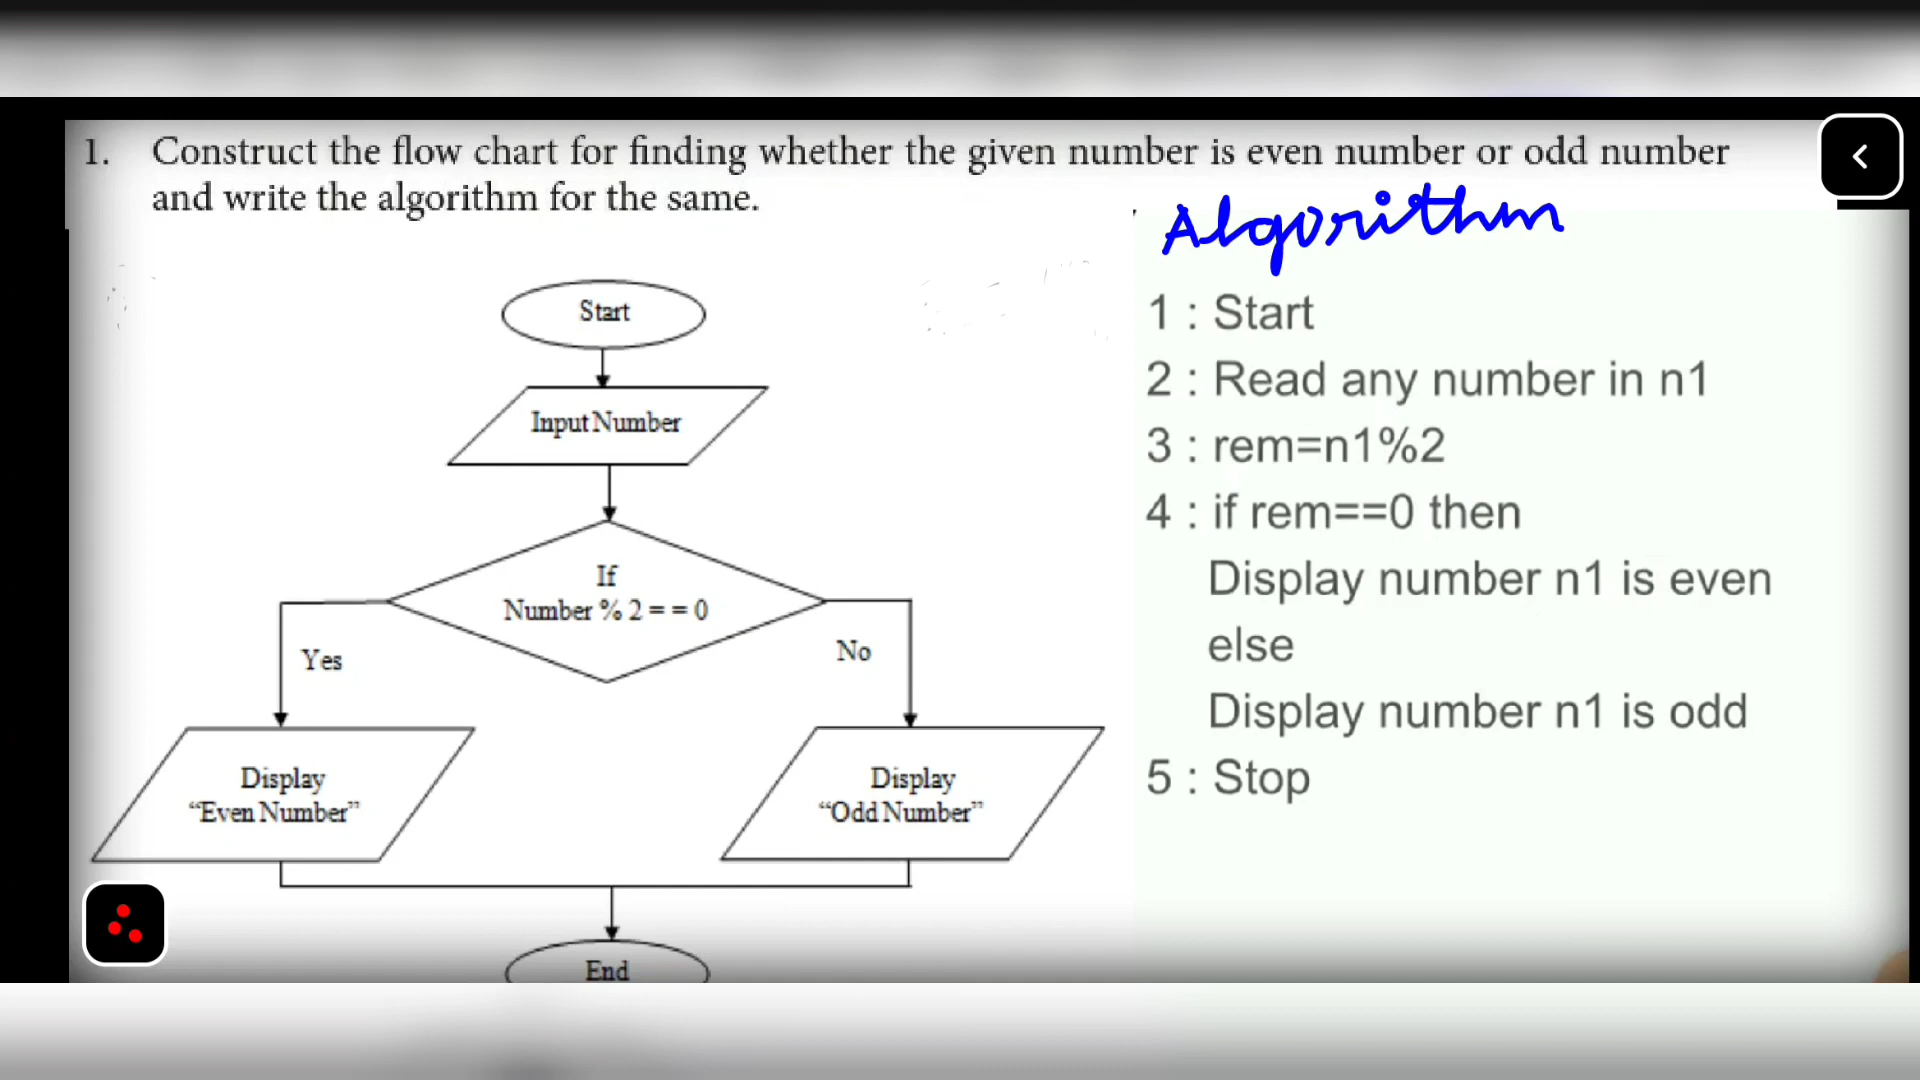 1. Construct the flow chart for finding whether the given number is even number or odd number
and write the algorithm for the same.
Algorithm
Start
Input Number
If
Number % 2 = = 0
Yes
No
Display
“Even Number”
Display
“Odd Number”
End
1 : Start
2 : Read any number in n1
3 : rem=n1%2
4 : if rem==0 then
Display number n1 is even
else
Display number n1 is odd
5 : Stop